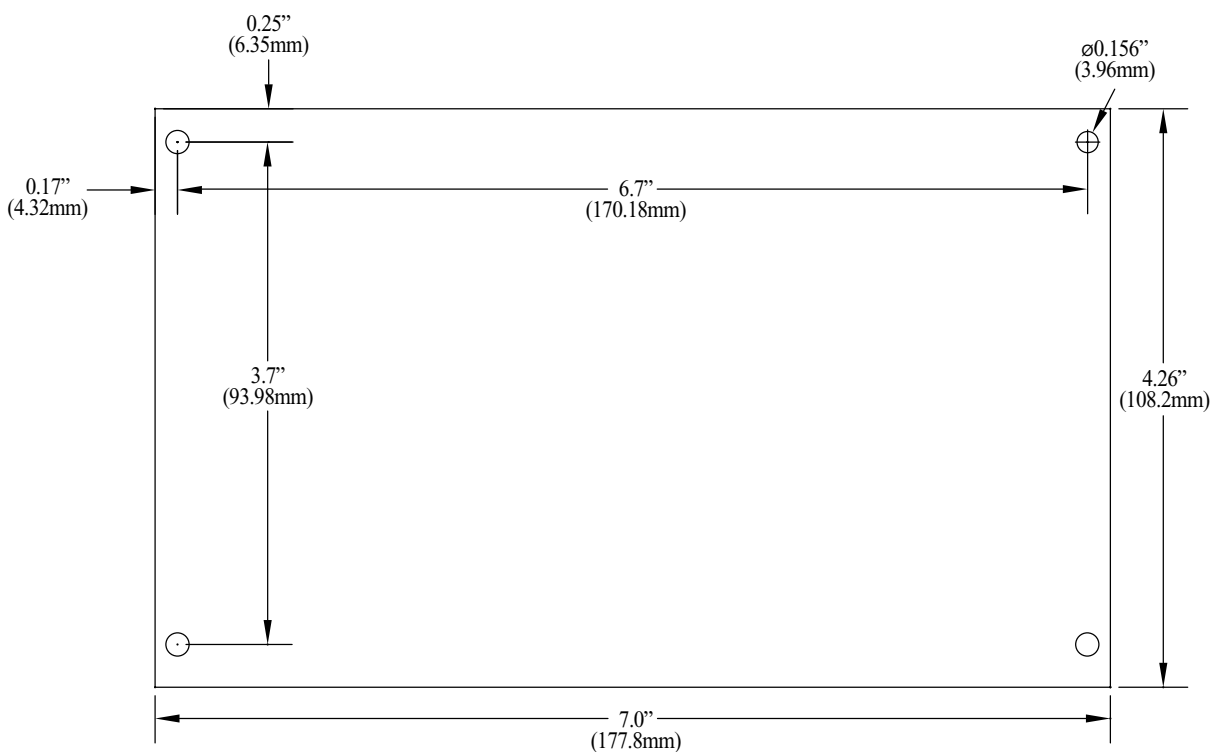 0.25”
(6.35mm)
ø0.156”
(3.96mm)
0.17”
(4.32mm)
6.7”
(170.18mm)
3.7”
(93.98mm)
4.26”
(108.2mm)
7.0”
(177.8mm)